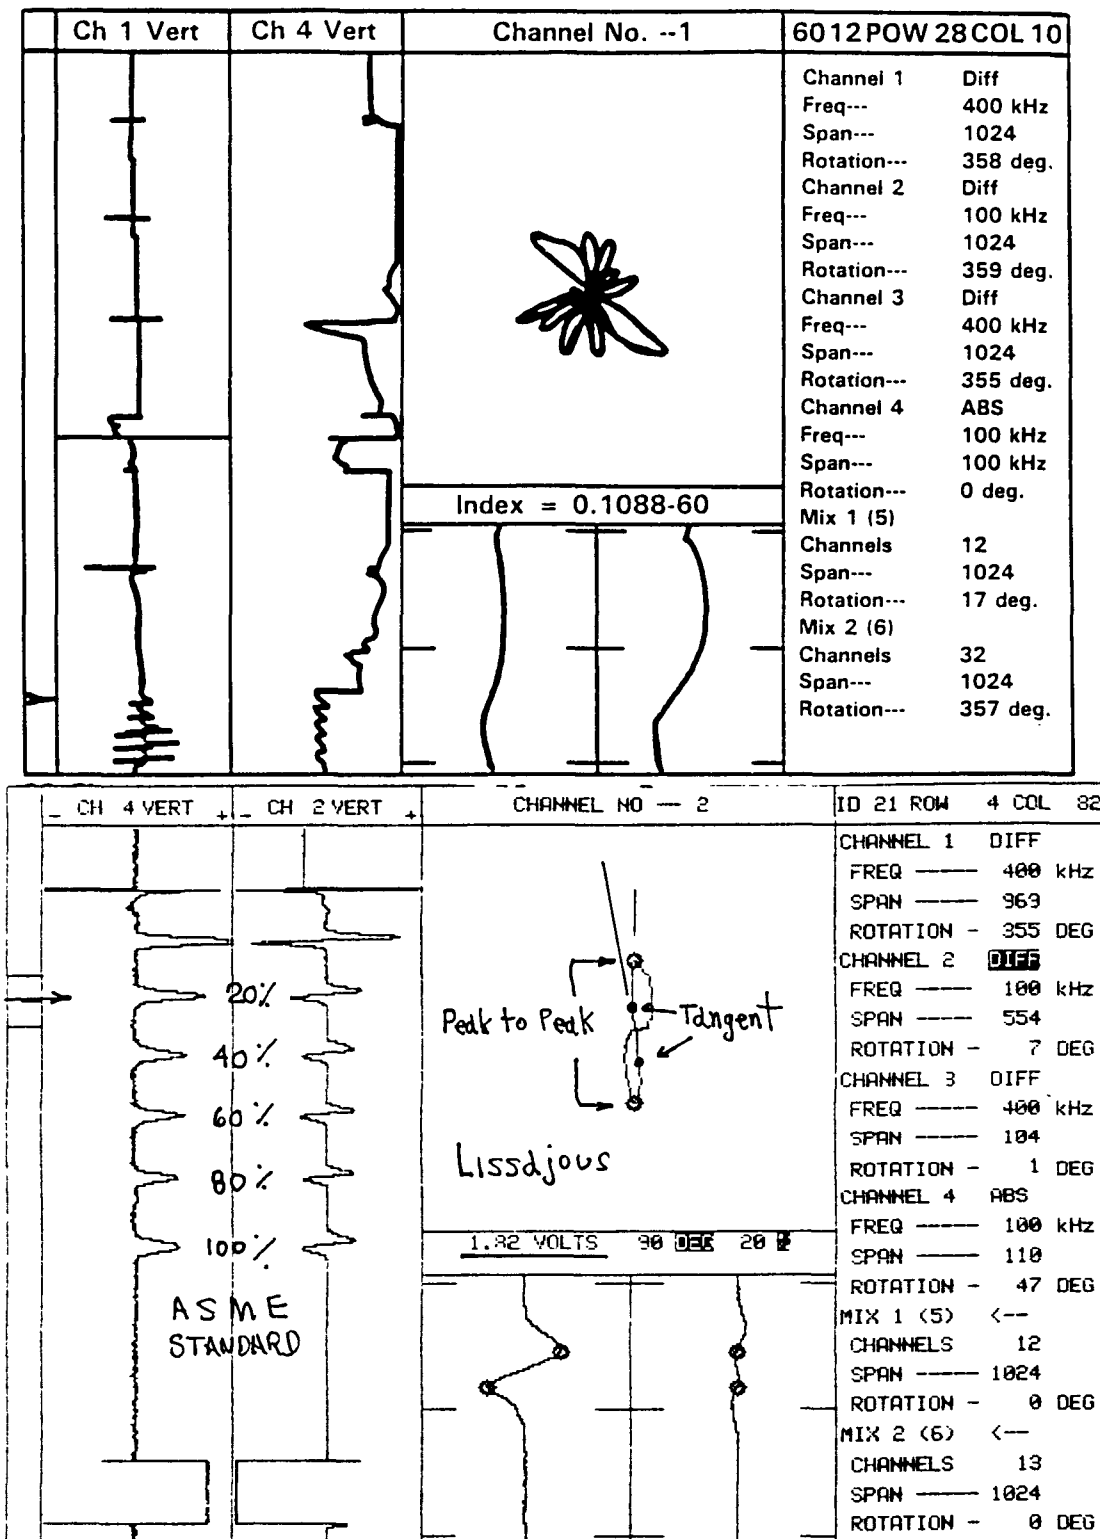 Ch 1 Vert
Ch 4 Vert
Channel No. --1
6012 POW 28 COL 10
Channel 1 Diff
Freq--- 400 kHz
Span--- 1024
Rotation--- 358 deg.
Channel 2 Diff
Freq--- 100 kHz
Span--- 1024
Rotation--- 359 deg.
Channel 3 Diff
Freq--- 400 kHz
Span--- 1024
Rotation--- 355 deg.
Channel 4 ABS
Freq--- 100 kHz
Span--- 100 kHz
Rotation--- 0 deg.
Mix 1 (5)
Channels 12
Span--- 1024
Rotation--- 17 deg.
Mix 2 (6)
Channels 32
Span--- 1024
Rotation--- 357 deg.
Index = 0.1088-60
- CH 4 VERT +
- CH 2 VERT +
CHANNEL NO -- 2
ID 21 ROW 4 COL 82
20%
40%
60%
80%
100%
ASME
STANDARD
Peak to Peak
Tangent
Lissajous
1.82 VOLTS 90 DEG 20
CHANNEL 1 DIFF
FREQ ----- 400 kHz
SPAN ----- 969
ROTATION - 355 DEG
CHANNEL 2 DIFF
FREQ ----- 100 kHz
SPAN ----- 554
ROTATION - 7 DEG
CHANNEL 3 DIFF
FREQ ----- 400 kHz
SPAN ----- 104
ROTATION - 1 DEG
CHANNEL 4 ABS
FREQ ----- 100 kHz
SPAN ----- 110
ROTATION - 47 DEG
MIX 1 (5) <--
CHANNELS 12
SPAN ----- 1024
ROTATION - 0 DEG
MIX 2 (6) <--
CHANNELS 13
SPAN ----- 1024
ROTATION - 0 DEG